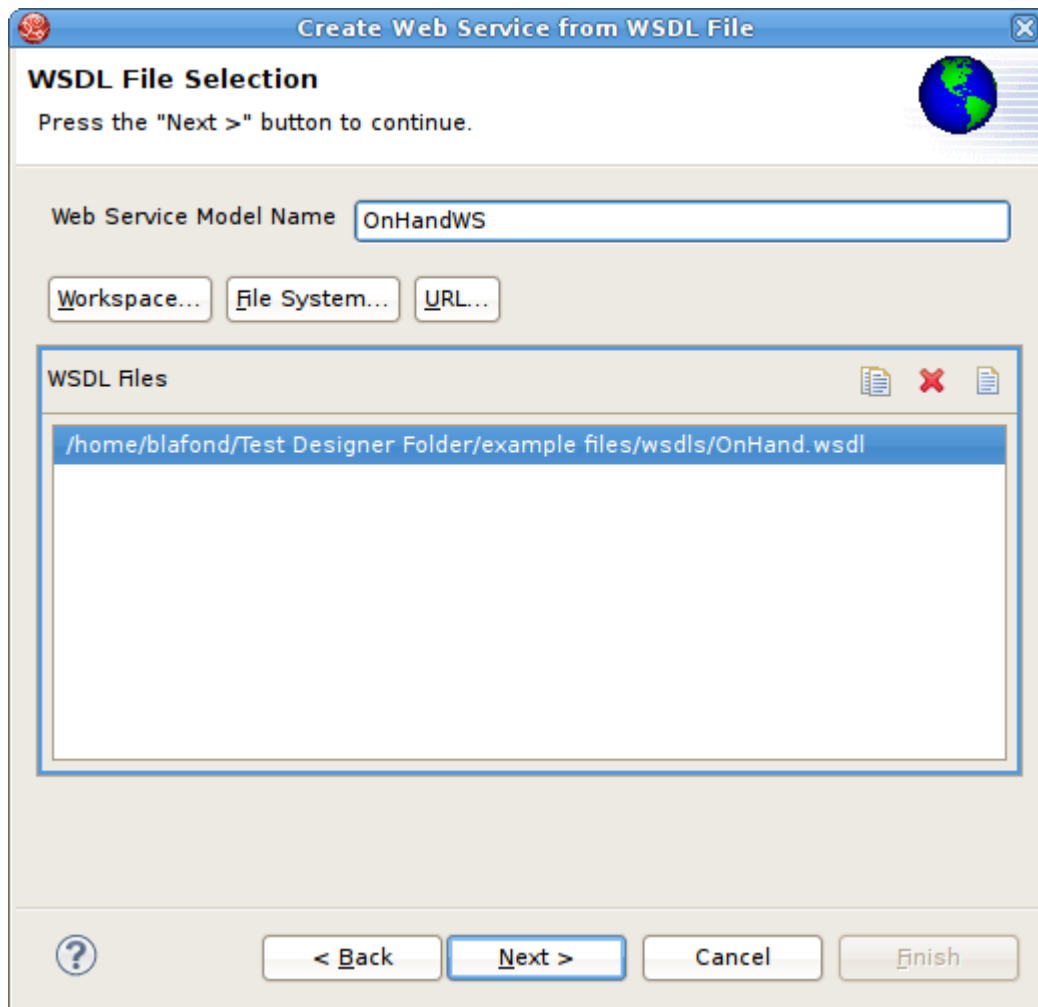 Create Web Service from WSDL File
WSDL File Selection
Press the "Next >" button to continue.
Web Service Model Name OnHandWS
Workspace... File System... URL...
WSDL Files
/home/blafond/Test Designer Folder/example files/wsdls/OnHand.wsdl
? < Back Next > Cancel Finish